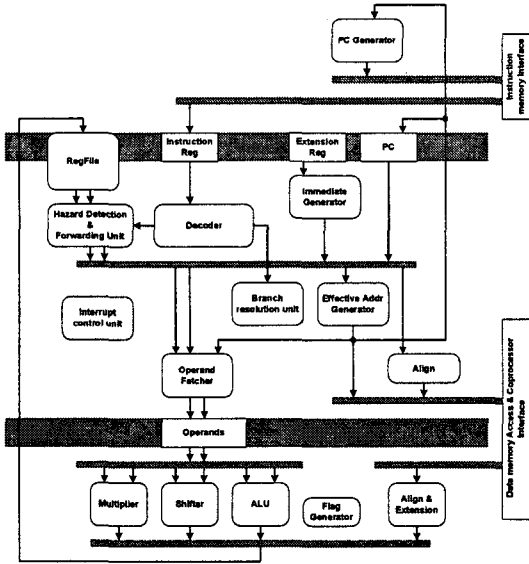 PC Generator
Instruction
memory Interface
RegFile
Instruction
Reg
Extension
Reg
PC
Immediate
Generator
Hazard Detection
&
Forwarding Unit
Decoder
Interrupt
control unit
Branch
resolution unit
Effective Addr
Generator
Operand
Fetcher
Align
Data memory Access & Coprocessor
Interface
Operands
Multiplier
Shifter
ALU
Flag
Generator
Align &
Extension